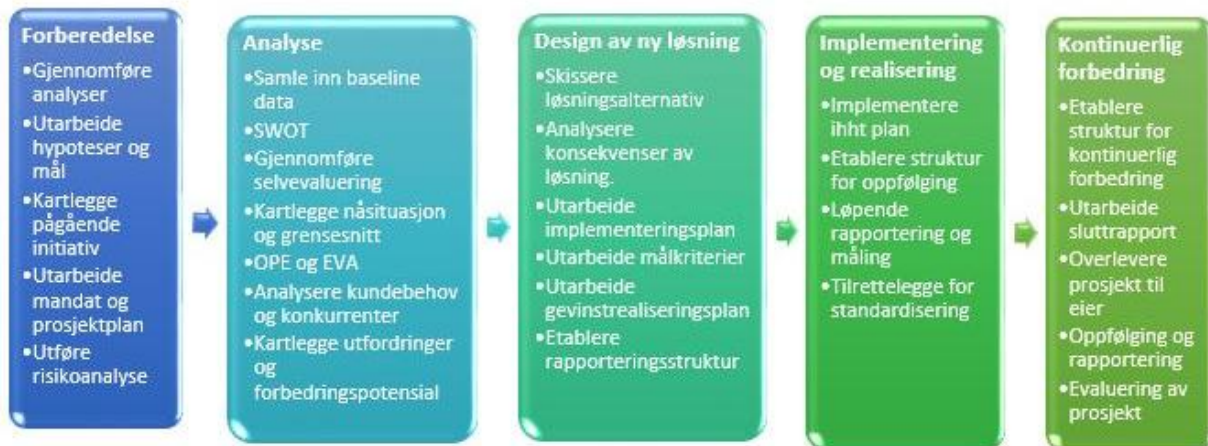 Forberedelse
•Gjennomføre
analyser
•Utarbeide
hypoteser og
mål
•Kartlegge
pågående
initiativ
•Utarbeide
mandat og
prosjektplan
•Utføre
risikoanalyse
Analyse
•Samle inn baseline
data
•SWOT
•Gjennomføre
selvevaluering
•Kartlegge nåsituasjon
og grensesnitt
•OPE og EVA
•Analysere kundebehov
og konkurrenter
•Kartlegge utfordringer
og
forbedringspotensial
Design av ny løsning
•Skissere
løsningsalternativ
•Analysere
konsekvenser av
løsning.
•Utarbeide
implementeringsplan
•Utarbeide målkriterier
•Utarbeide
gevinstrealiseringsplan
•Etablere
rapporteringsstruktur
Implementering
og realisering
•Implementere
ihht plan
•Etablere struktur
for oppfølging
•Løpende
rapportering og
måling
•Tilrettelegge for
standardisering
Kontinuerlig
forbedring
•Etablere
struktur for
kontinuerlig
forbedring
•Utarbeide
sluttrapport
•Overlevere
prosjekt til
eier
•Oppfølging og
rapportering
•Evaluering av
prosjekt